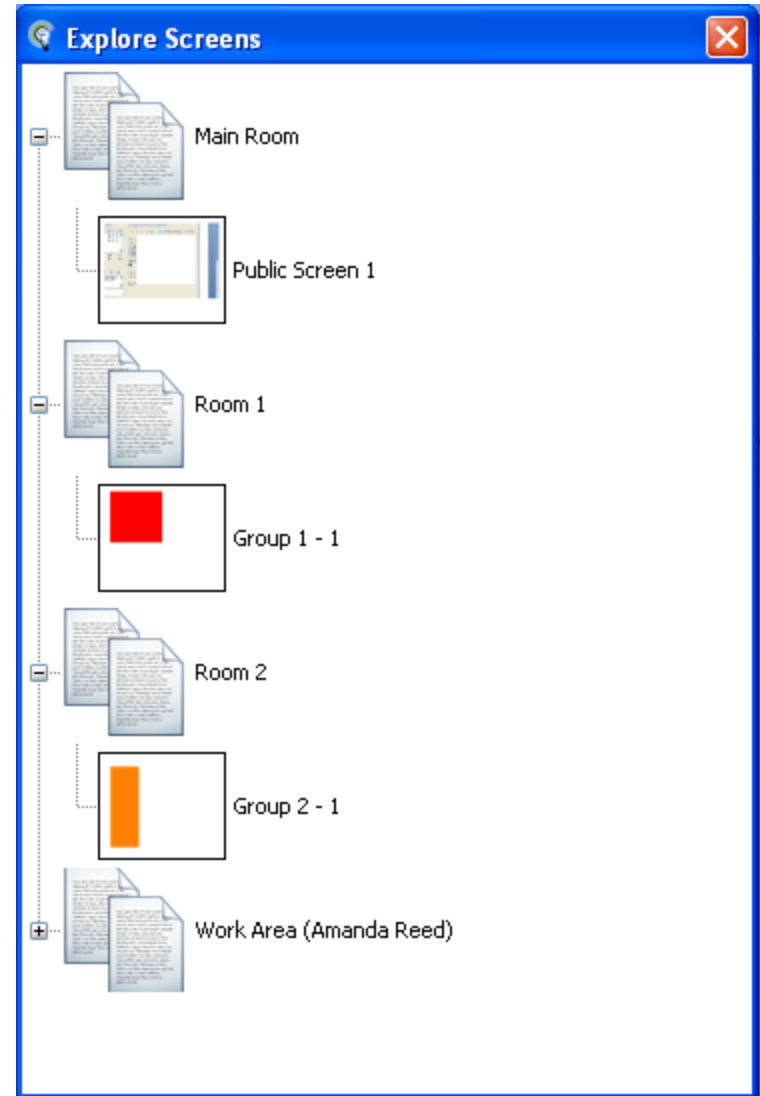 Explore Screens
Main Room
Public Screen 1
Room 1
Group 1 - 1
Room 2
Group 2 - 1
Work Area (Amanda Reed)